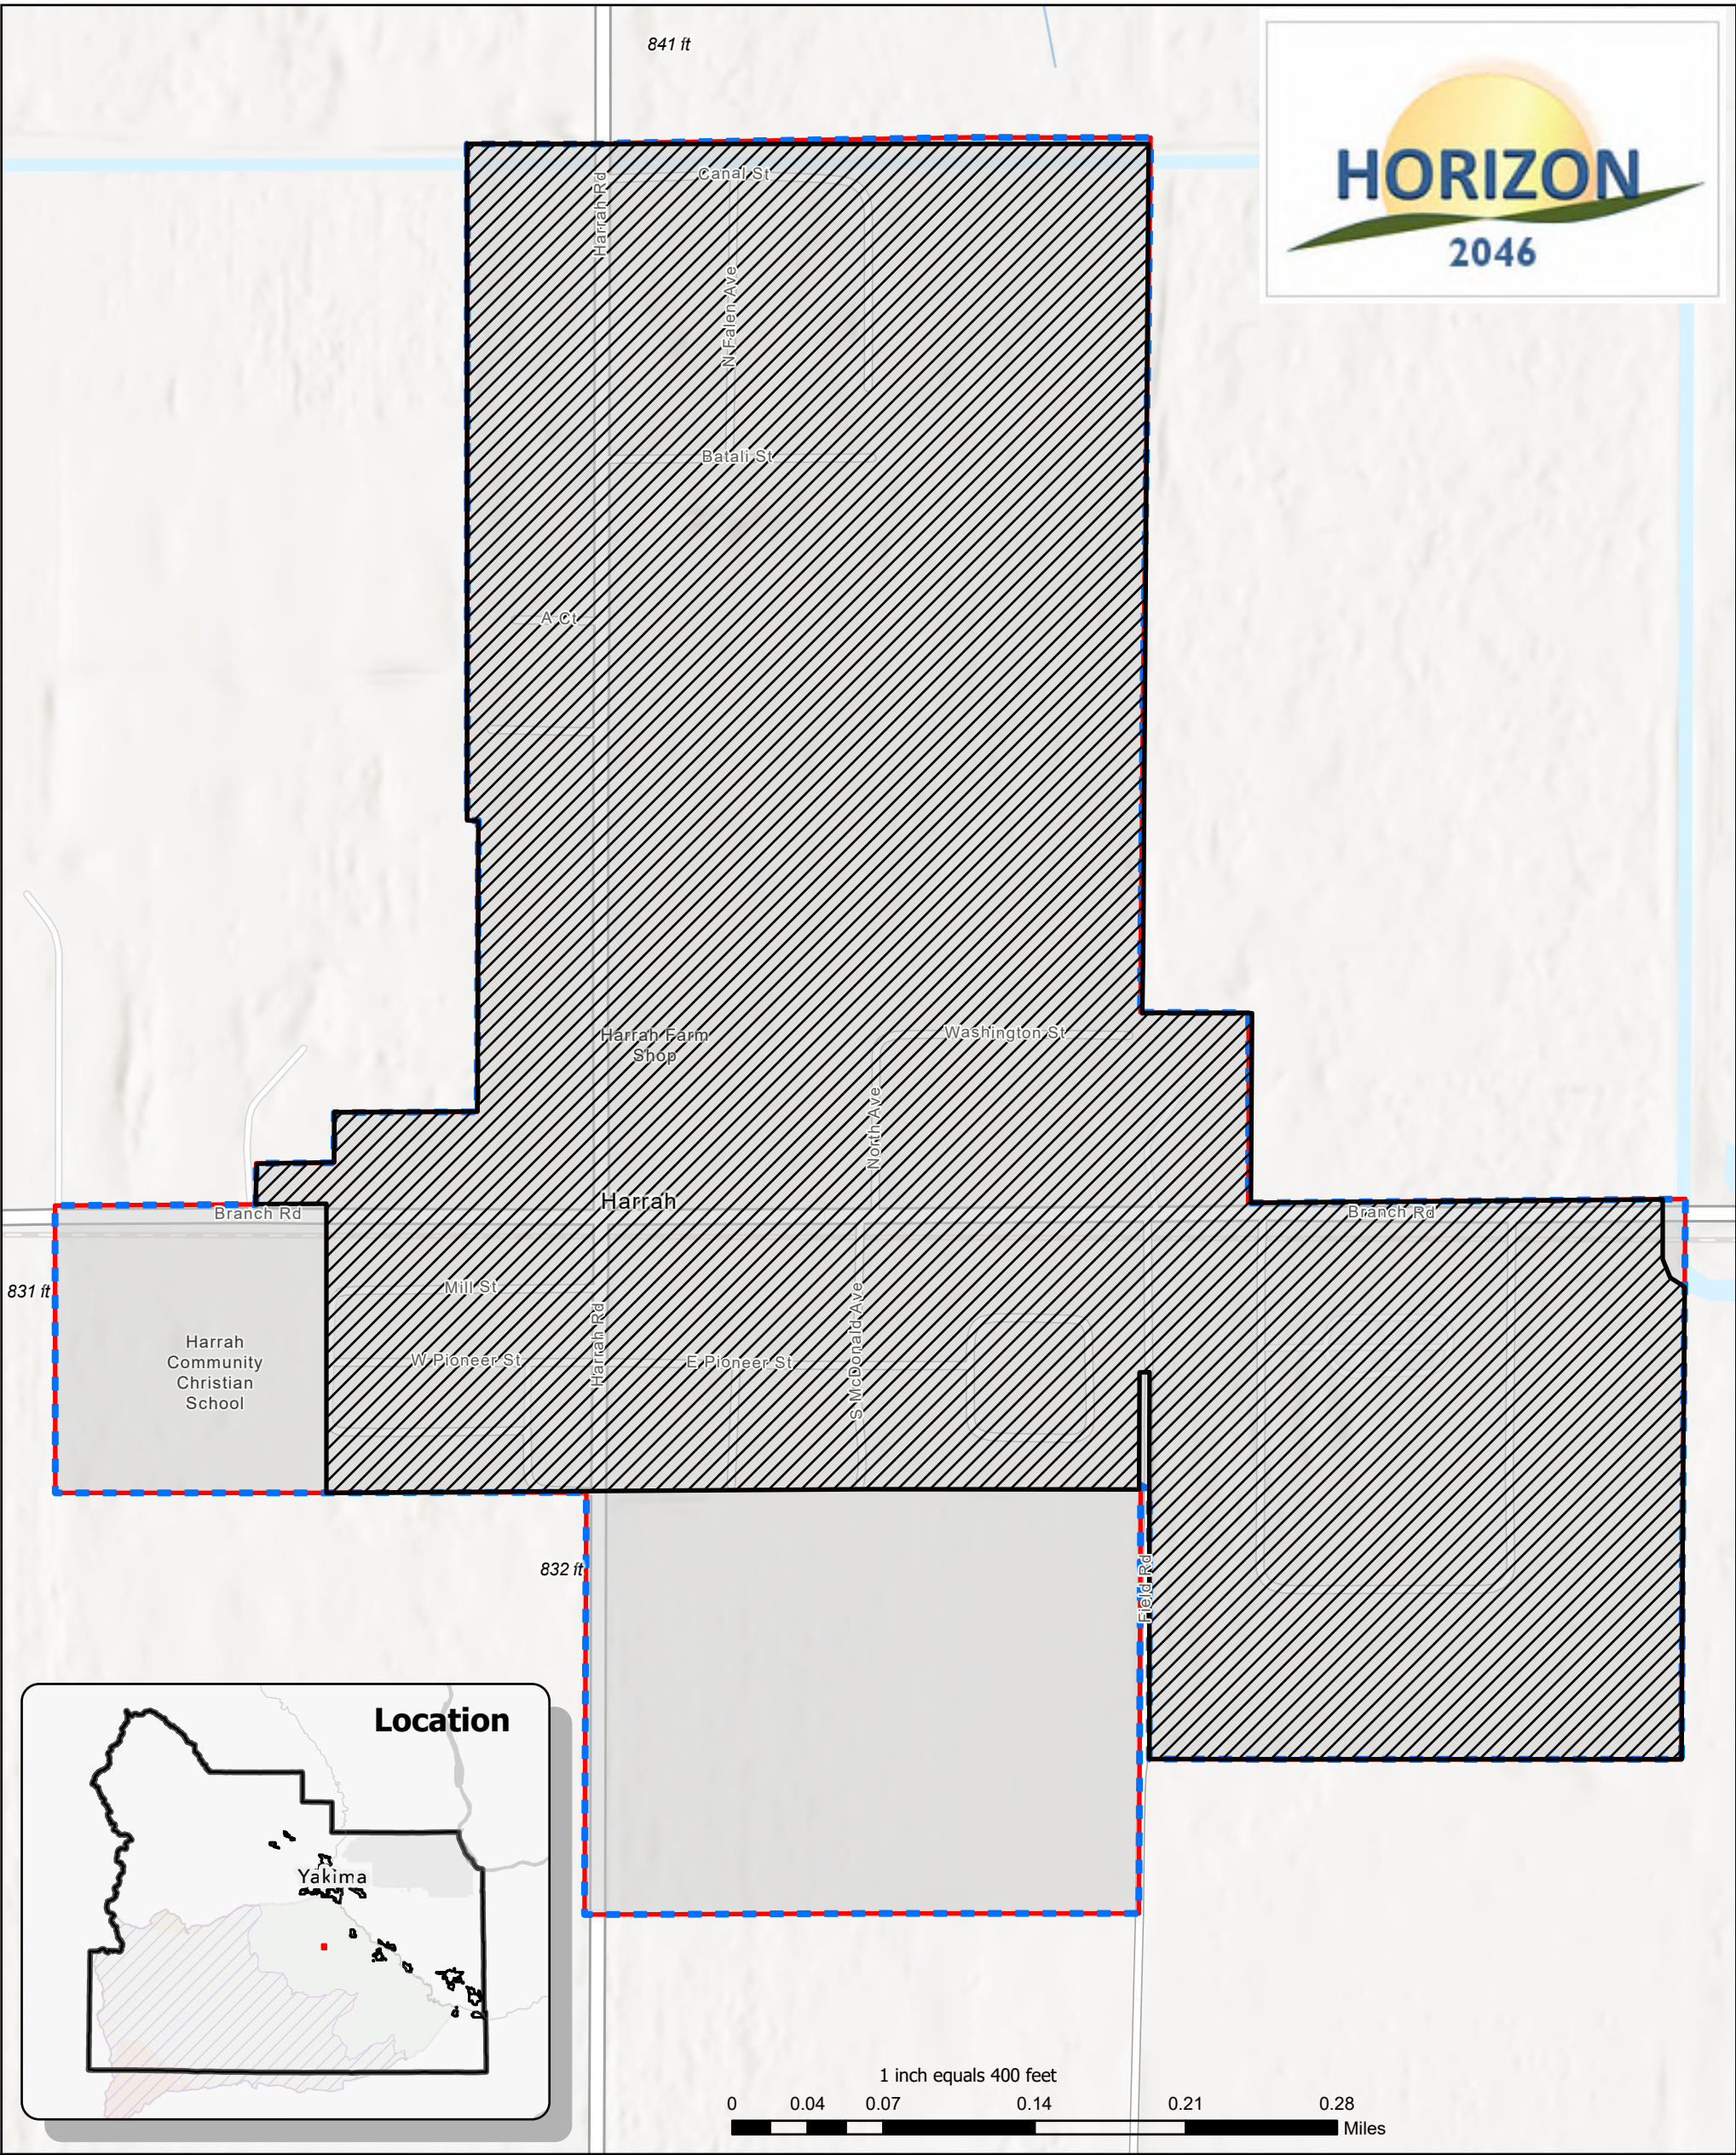 841 ft
HORIZON
2046
Canal St
Harrah Rd
N Falen Ave
Batali St
A Ct
Harrah Farm
Shop
Washington St
North Ave
Harrah
Branch Rd
Branch Rd
831 ft
Mill St
Harrah Rd
S McDonald Ave
Harrah
Community
Christian
School
W Pioneer St
E Pioneer St
832 ft
Field Rd
Location
Yakima
1 inch equals 400 feet
0 0.04 0.07 0.14 0.21 0.28
Miles